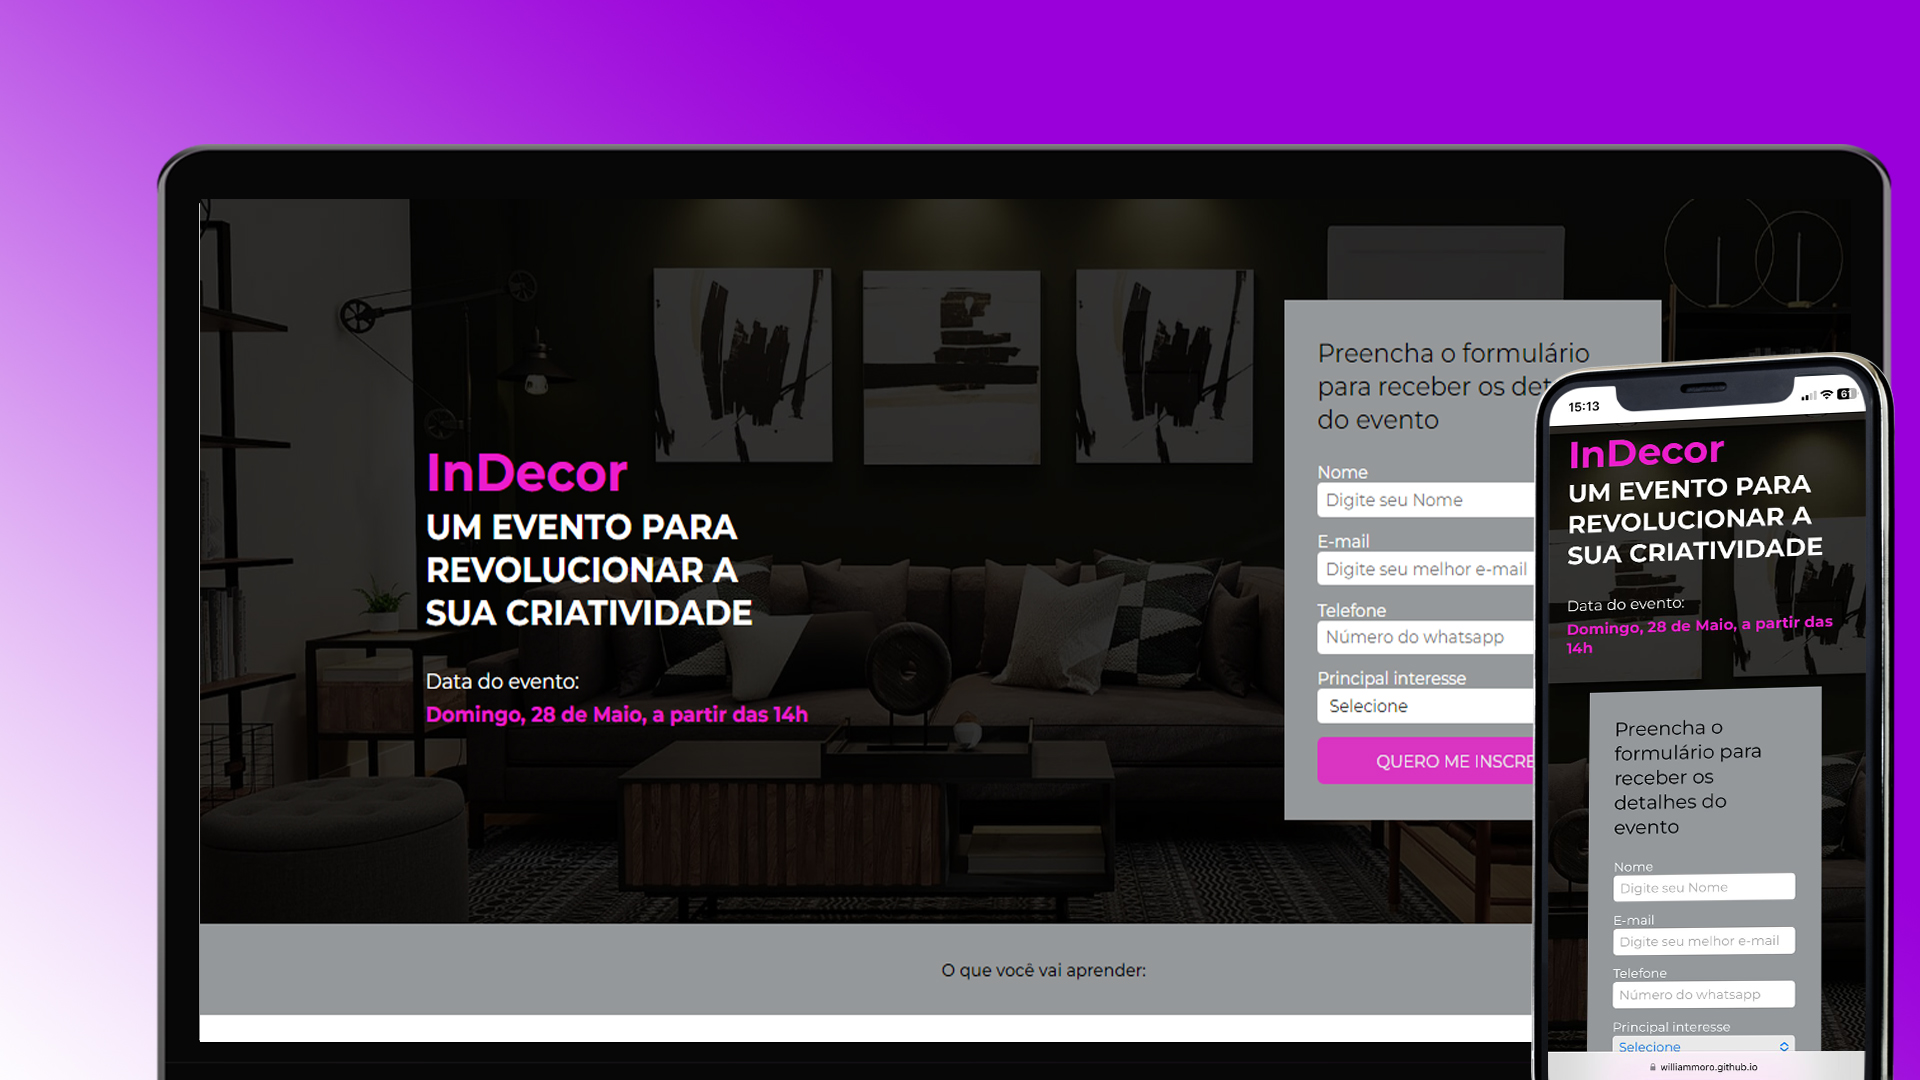 InDecor
UM EVENTO PARA
REVOLUCIONAR A
SUA CRIATIVIDADE
Data do evento:
Domingo, 28 de Maio, a partir das 14h
Preencha o formulário
para receber os det
do evento
Nome
Digite seu Nome
E-mail
Digite seu melhor e-mail
Telefone
Número do whatsapp
Principal interesse
Selecione
QUERO ME INSCRE
O que você vai aprender:
15:13
61
InDecor
UM EVENTO PARA
REVOLUCIONAR A
SUA CRIATIVIDADE
Data do evento:
Domingo, 28 de Maio, a partir das
14h
Preencha o
formulário para
receber os
detalhes do
evento
Nome
Digite seu Nome
E-mail
Digite seu melhor e-mail
Telefone
Número do whatsapp
Principal interesse
Selecione
williammoro.github.io